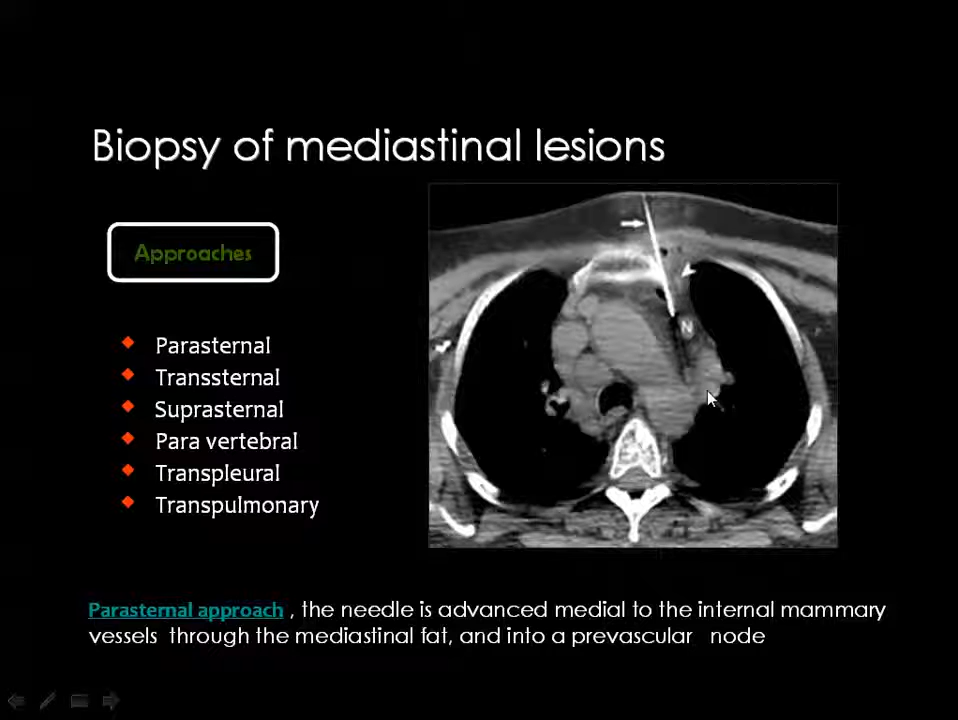 Biopsy of mediastinal lesions
Approaches
Parasternal
Transsternal
Suprasternal
Para vertebral
Transpleural
Transpulmonary
N
Parasternal approach , the needle is advanced medial to the internal mammary
vessels through the mediastinal fat, and into a prevascular node